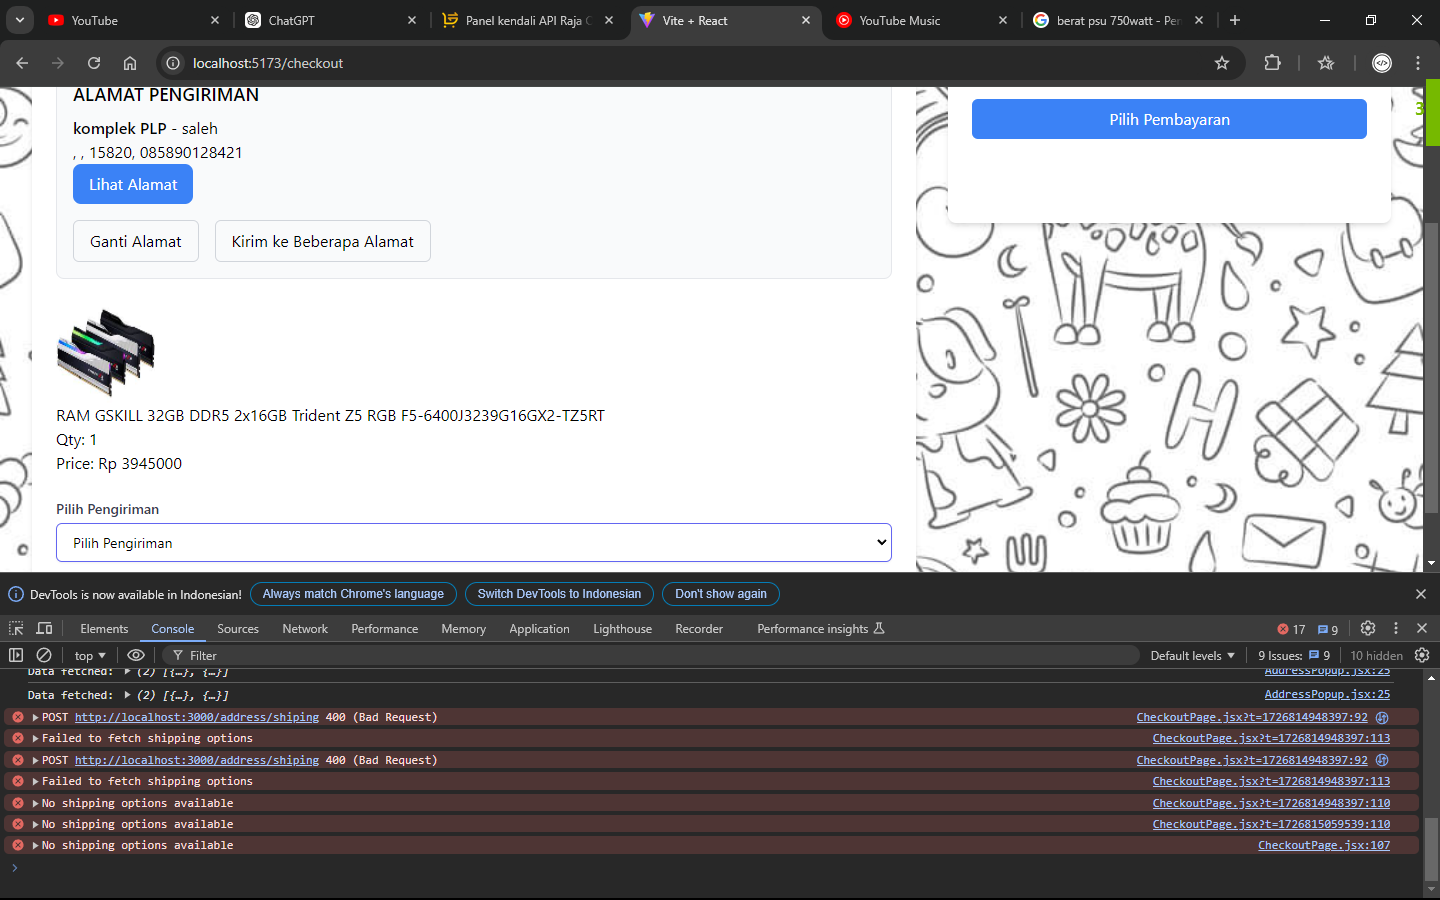 YouTube
ChatGPT
Panel kendali API Raja
Vite + React
YouTube Music
berat psu 750watt - Pen
localhost:5173/checkout
ALAMAT PENGIRIMAN
komplek PLP - saleh
, , 15820, 085890128421
Lihat Alamat
Ganti Alamat
Kirim ke Beberapa Alamat
Pilih Pembayaran
3
RAM GSKILL 32GB DDR5 2x16GB Trident Z5 RGB F5-6400J3239G16GX2-TZ5RT
Qty: 1
Price: Rp 3945000
Pilih Pengiriman
Pilih Pengiriman
DevTools is now available in Indonesian!
Always match Chrome's language
Switch DevTools to Indonesian
Don't show again
Elements
Console
Sources
Network
Performance
Memory
Application
Lighthouse
Recorder
Performance insights
17
9
top
Filter
Default levels
9 Issues:
9
10 hidden
Data fetched: (2) [{…}, {…}] AddressPopup.jsx:25
Data fetched: (2) [{…}, {…}] AddressPopup.jsx:25
POST http://localhost:3000/address/shiping 400 (Bad Request) CheckoutPage.jsx?t=1726814948397:92
Failed to fetch shipping options CheckoutPage.jsx?t=1726814948397:113
POST http://localhost:3000/address/shiping 400 (Bad Request) CheckoutPage.jsx?t=1726814948397:92
Failed to fetch shipping options CheckoutPage.jsx?t=1726814948397:113
No shipping options available CheckoutPage.jsx?t=1726814948397:110
No shipping options available CheckoutPage.jsx?t=1726815059539:110
No shipping options available CheckoutPage.jsx:107